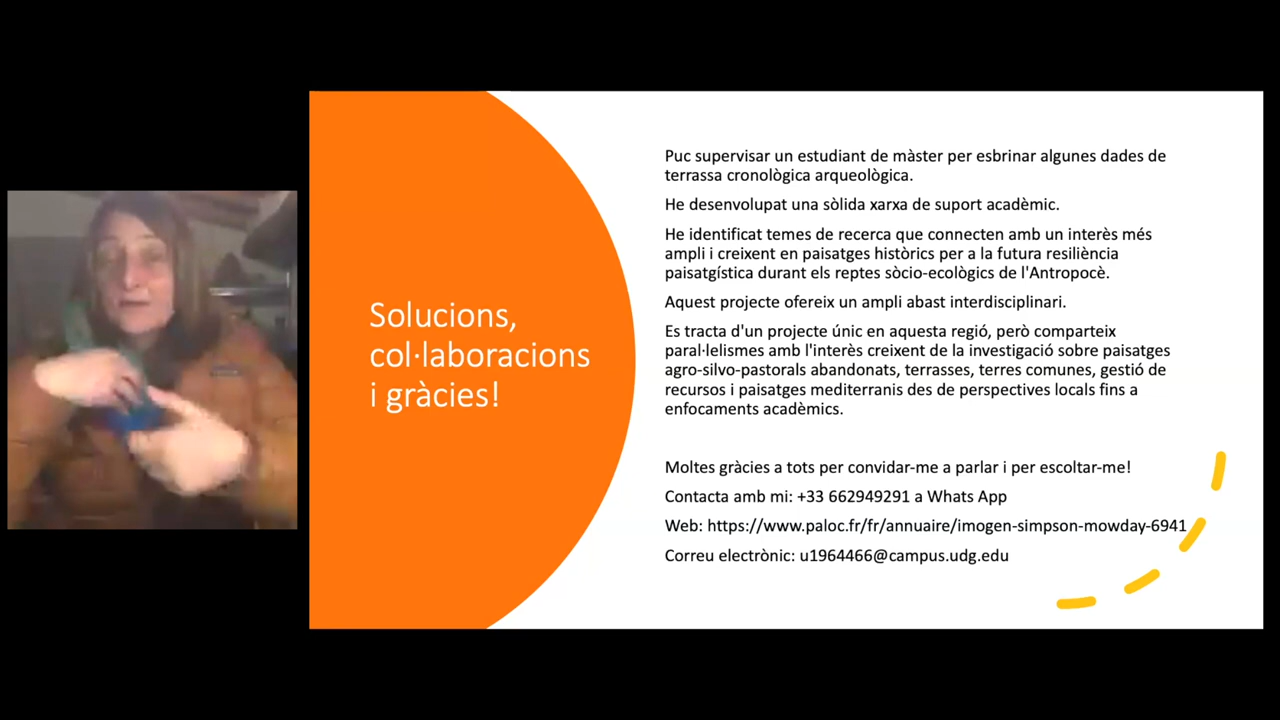 Solucions,
col·laboracions
i gràcies!
Puc supervisar un estudiant de màster per esbrinar algunes dades de
terrassa cronològica arqueològica.
He desenvolupat una sòlida xarxa de suport acadèmic.
He identificat temes de recerca que connecten amb un interès més
ampli i creixent en paisatges històrics per a la futura resiliència
paisatgística durant els reptes sòcio-ecològics de l'Antropocè.
Aquest projecte ofereix un ampli abast interdisciplinari.
Es tracta d'un projecte únic en aquesta regió, però comparteix
paral·lelismes amb l'interès creixent de la investigació sobre paisatges
agro-silvo-pastorals abandonats, terrasses, terres comunes, gestió de
recursos i paisatges mediterranis des de perspectives locals fins a
enfocaments acadèmics.
Moltes gràcies a tots per convidar-me a parlar i per escoltar-me!
Contacta amb mi: +33 662949291 a Whats App
Web: https://www.paloc.fr/fr/annuaire/imogen-simpson-mowday-6941
Correu electrònic: u1964466@campus.udg.edu